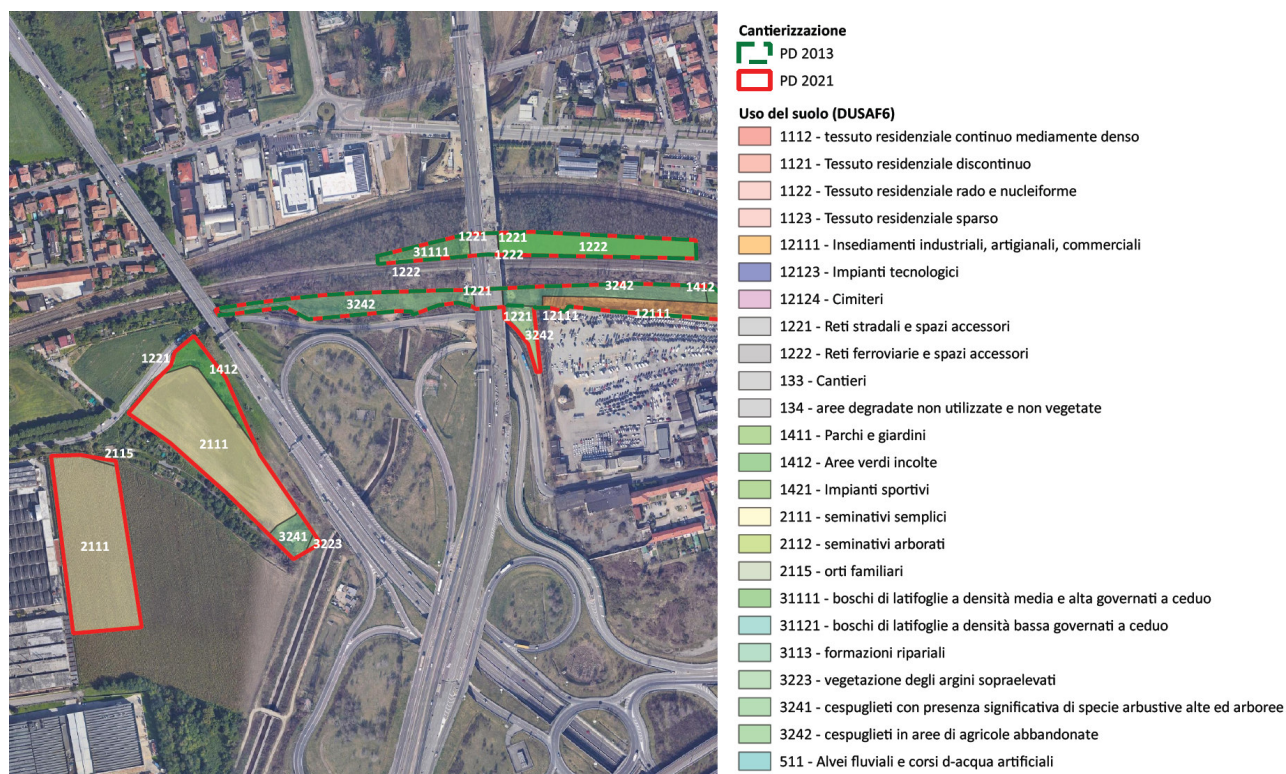 Cantierizzazione
PD 2013
PD 2021
Uso del suolo (DUSAF6)
1112 - tessuto residenziale continuo mediamente denso
1121 - Tessuto residenziale discontinuo
1122 - Tessuto residenziale rado e nucleiforme
1123 - Tessuto residenziale sparso
12111 - Insediamenti industriali, artigianali, commerciali
12123 - Impianti tecnologici
12124 - Cimiteri
1221 - Reti stradali e spazi accessori
1222 - Reti ferroviarie e spazi accessori
133 - Cantieri
134 - aree degradate non utilizzate e non vegetate
1411 - Parchi e giardini
1412 - Aree verdi incolte
1421 - Impianti sportivi
2111 - seminativi semplici
2112 - seminativi arborati
2115 - orti familiari
31111 - boschi di latifoglie a densità media e alta governati a ceduo
31121 - boschi di latifoglie a densità bassa governati a ceduo
3113 - formazioni ripariali
3223 - vegetazione degli argini sopraelevati
3241 - cespuglieti con presenza significativa di specie arbustive alte ed arboree
3242 - cespuglieti in aree di agricole abbandonate
511 - Alvei fluviali e corsi d-acqua artificiali
1221
1221
31111
1222
1222
1222
1221
3242
1412
3242
1221
12111
12111
3242
1221
1412
2111
2115
3241
3223
2111